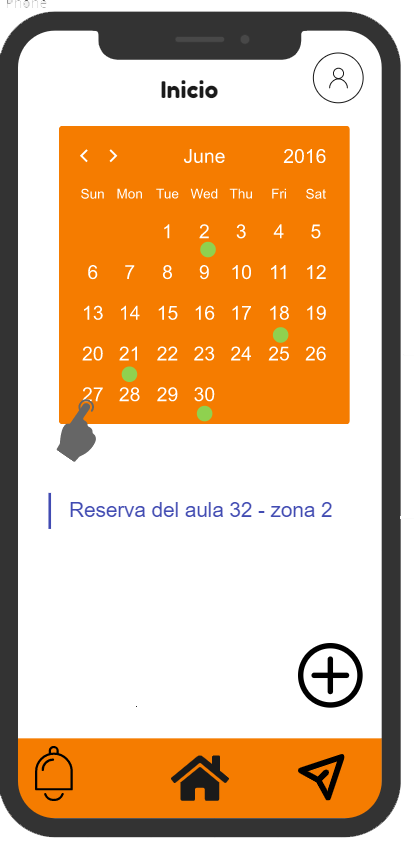 Phone
Inicio
< > June 2016
Sun Mon Tue Wed Thu Fri Sat
1 2 3 4 5
6 7 8 9 10 11 12
13 14 15 16 17 18 19
20 21 22 23 24 25 26
27 28 29 30
Reserva del aula 32 - zona 2